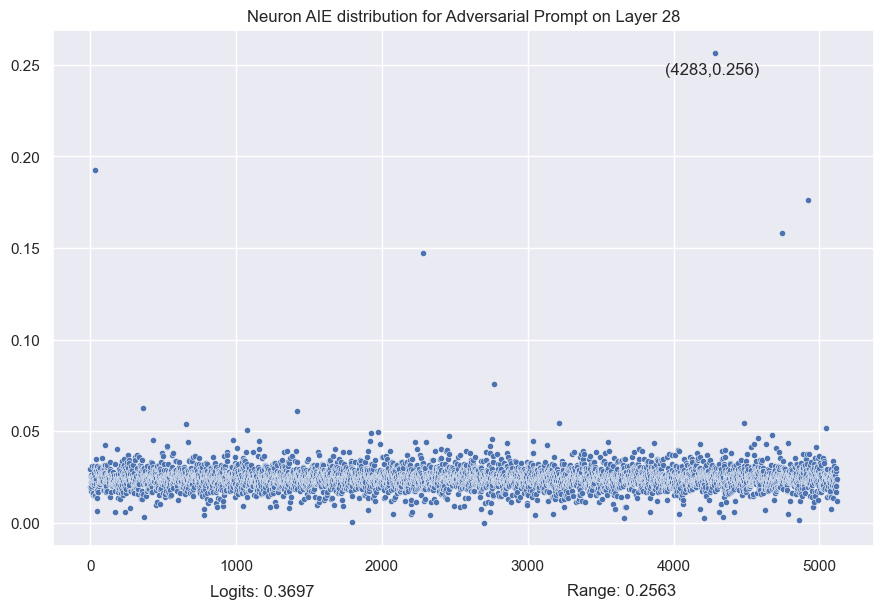 Neuron AIE distribution for Adversarial Prompt on Layer 28
0.25
(4283,0.256)
0.20
0.15
0.10
0.05
0.00
0 1000 2000 3000 4000 5000
Logits: 0.3697 Range: 0.2563